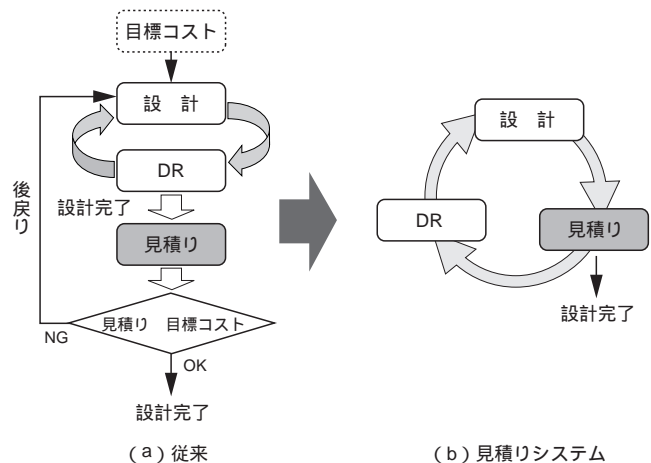 目標コスト
設 計
DR
設計完了
見積り
後戻り
見積り 目標コスト
NG
OK
設計完了
(a)従来
設 計
DR
見積り
設計完了
(b)見積りシステム